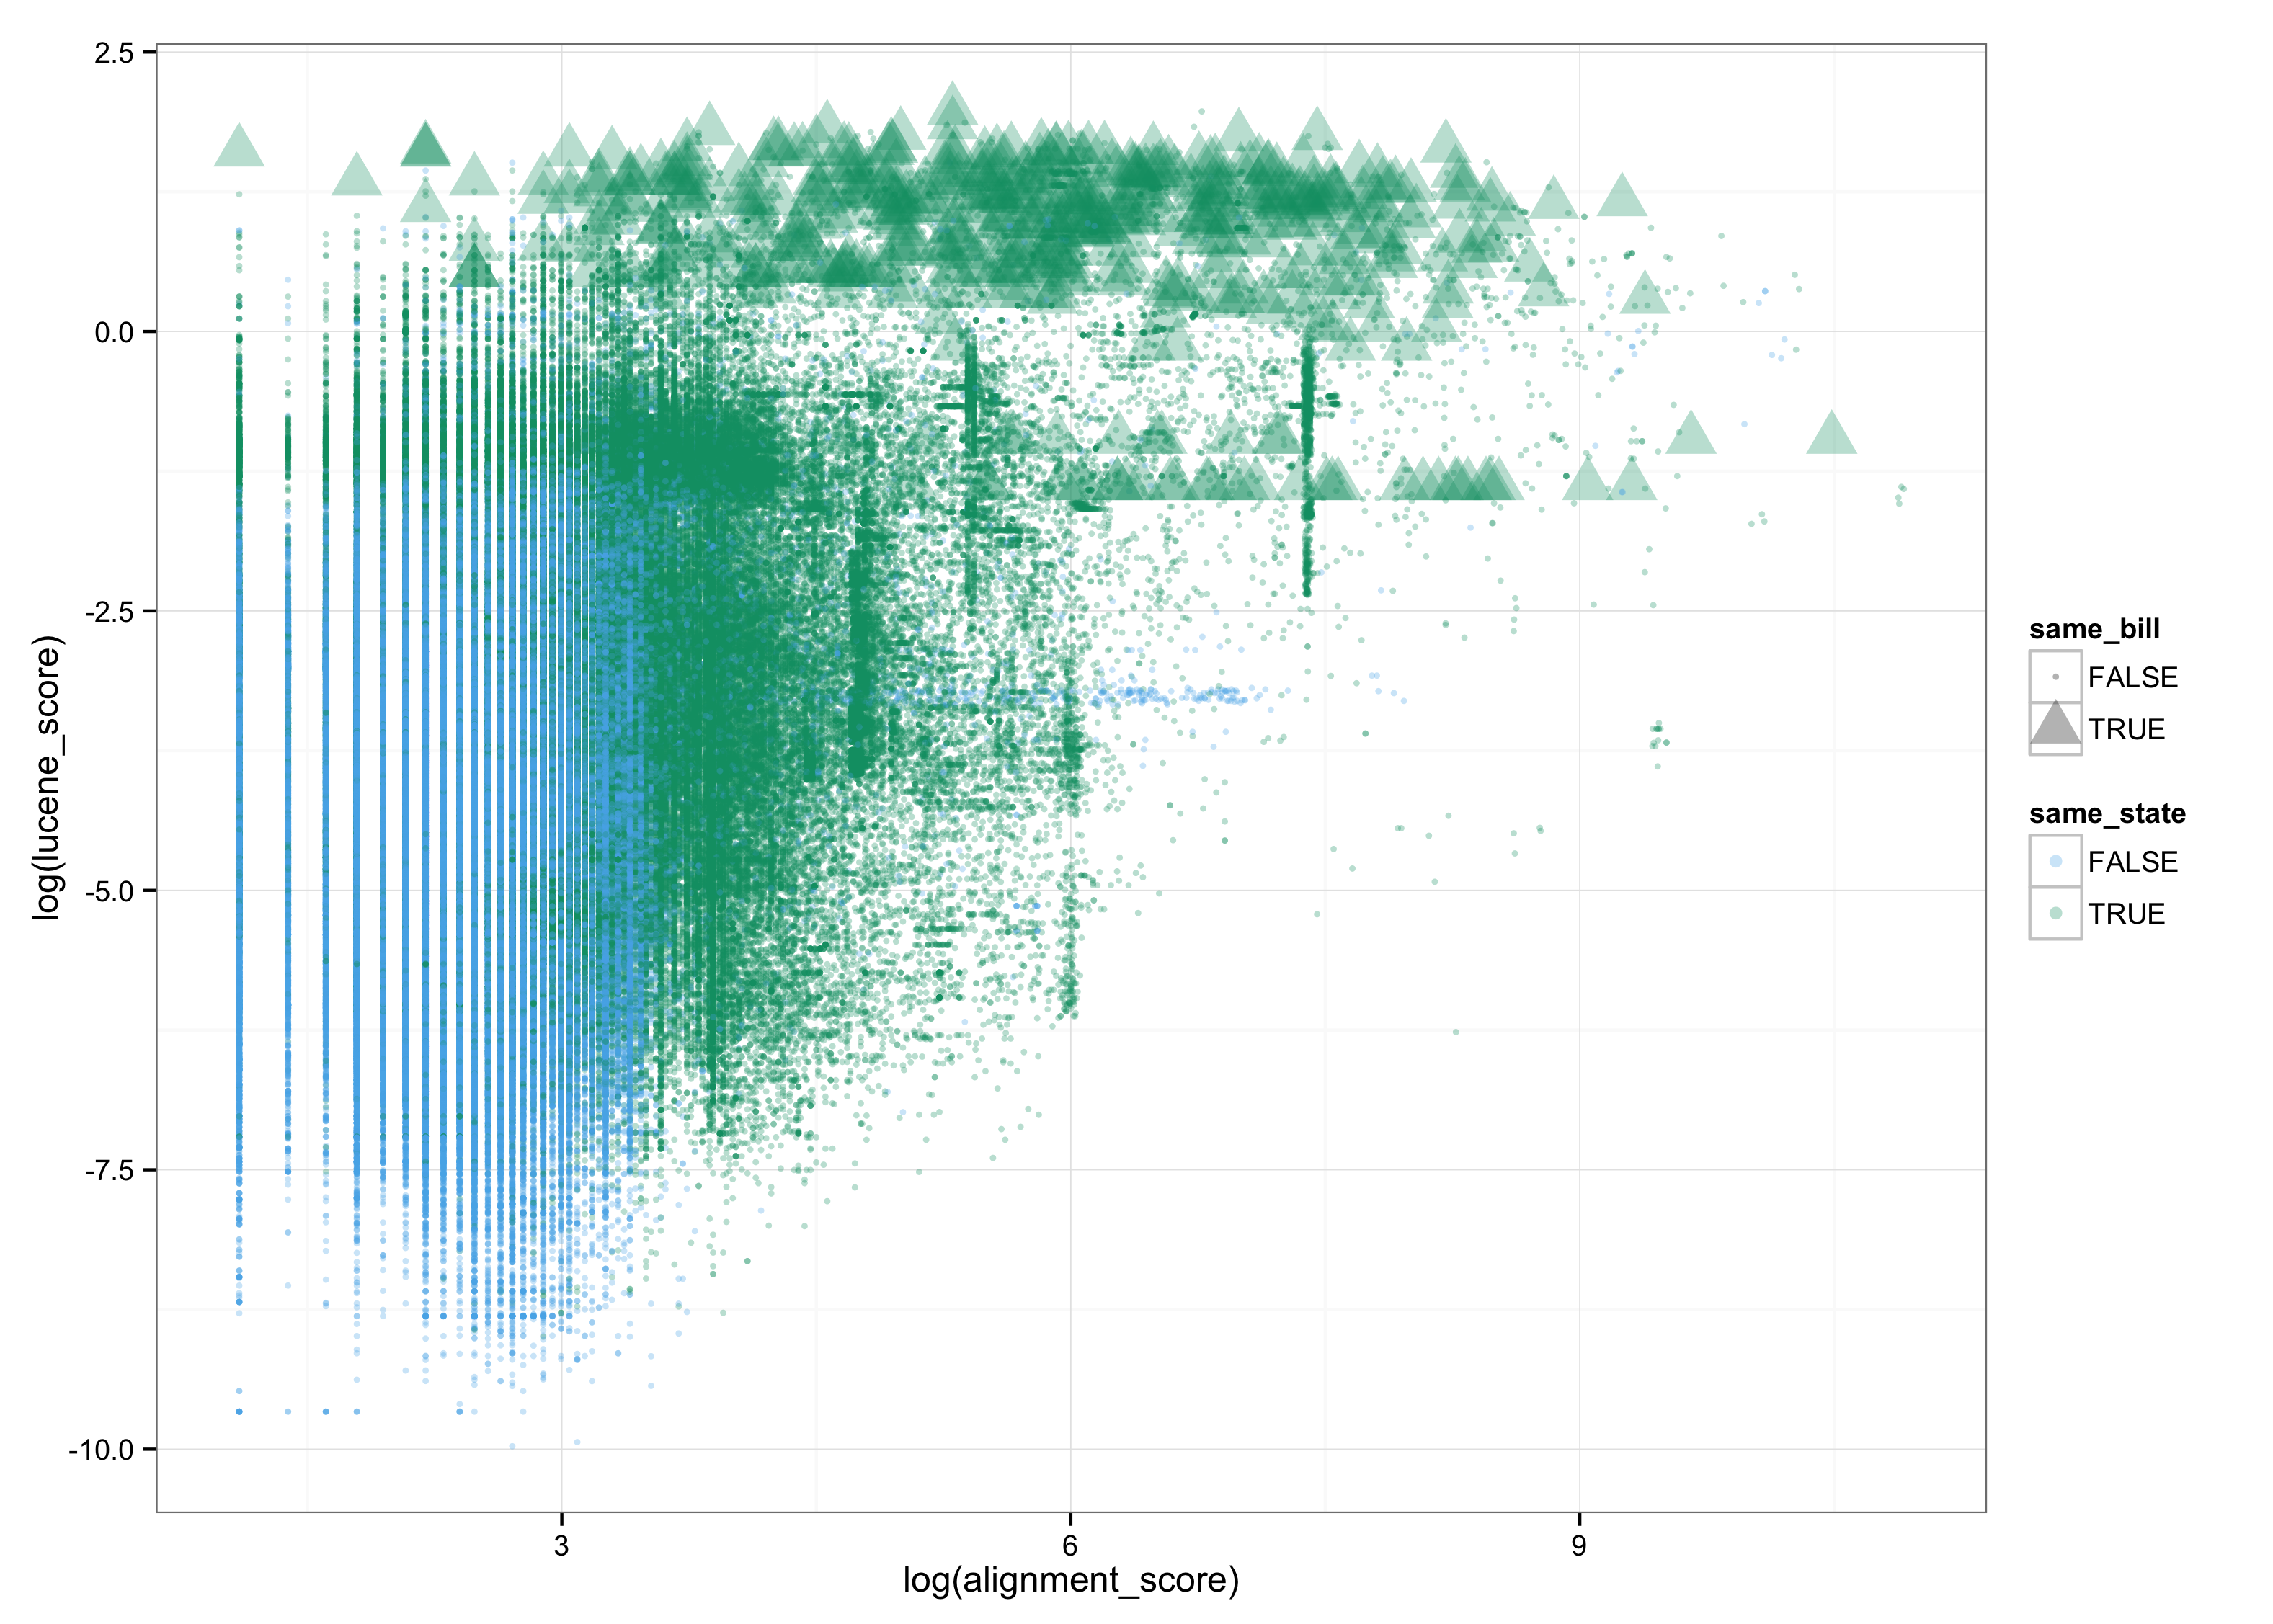 2.5
0.0
-2.5
-5.0
-7.5
-10.0
log(lucene_score)
3
6
9
log(alignment_score)
same_bill
FALSE
TRUE
same_state
FALSE
TRUE